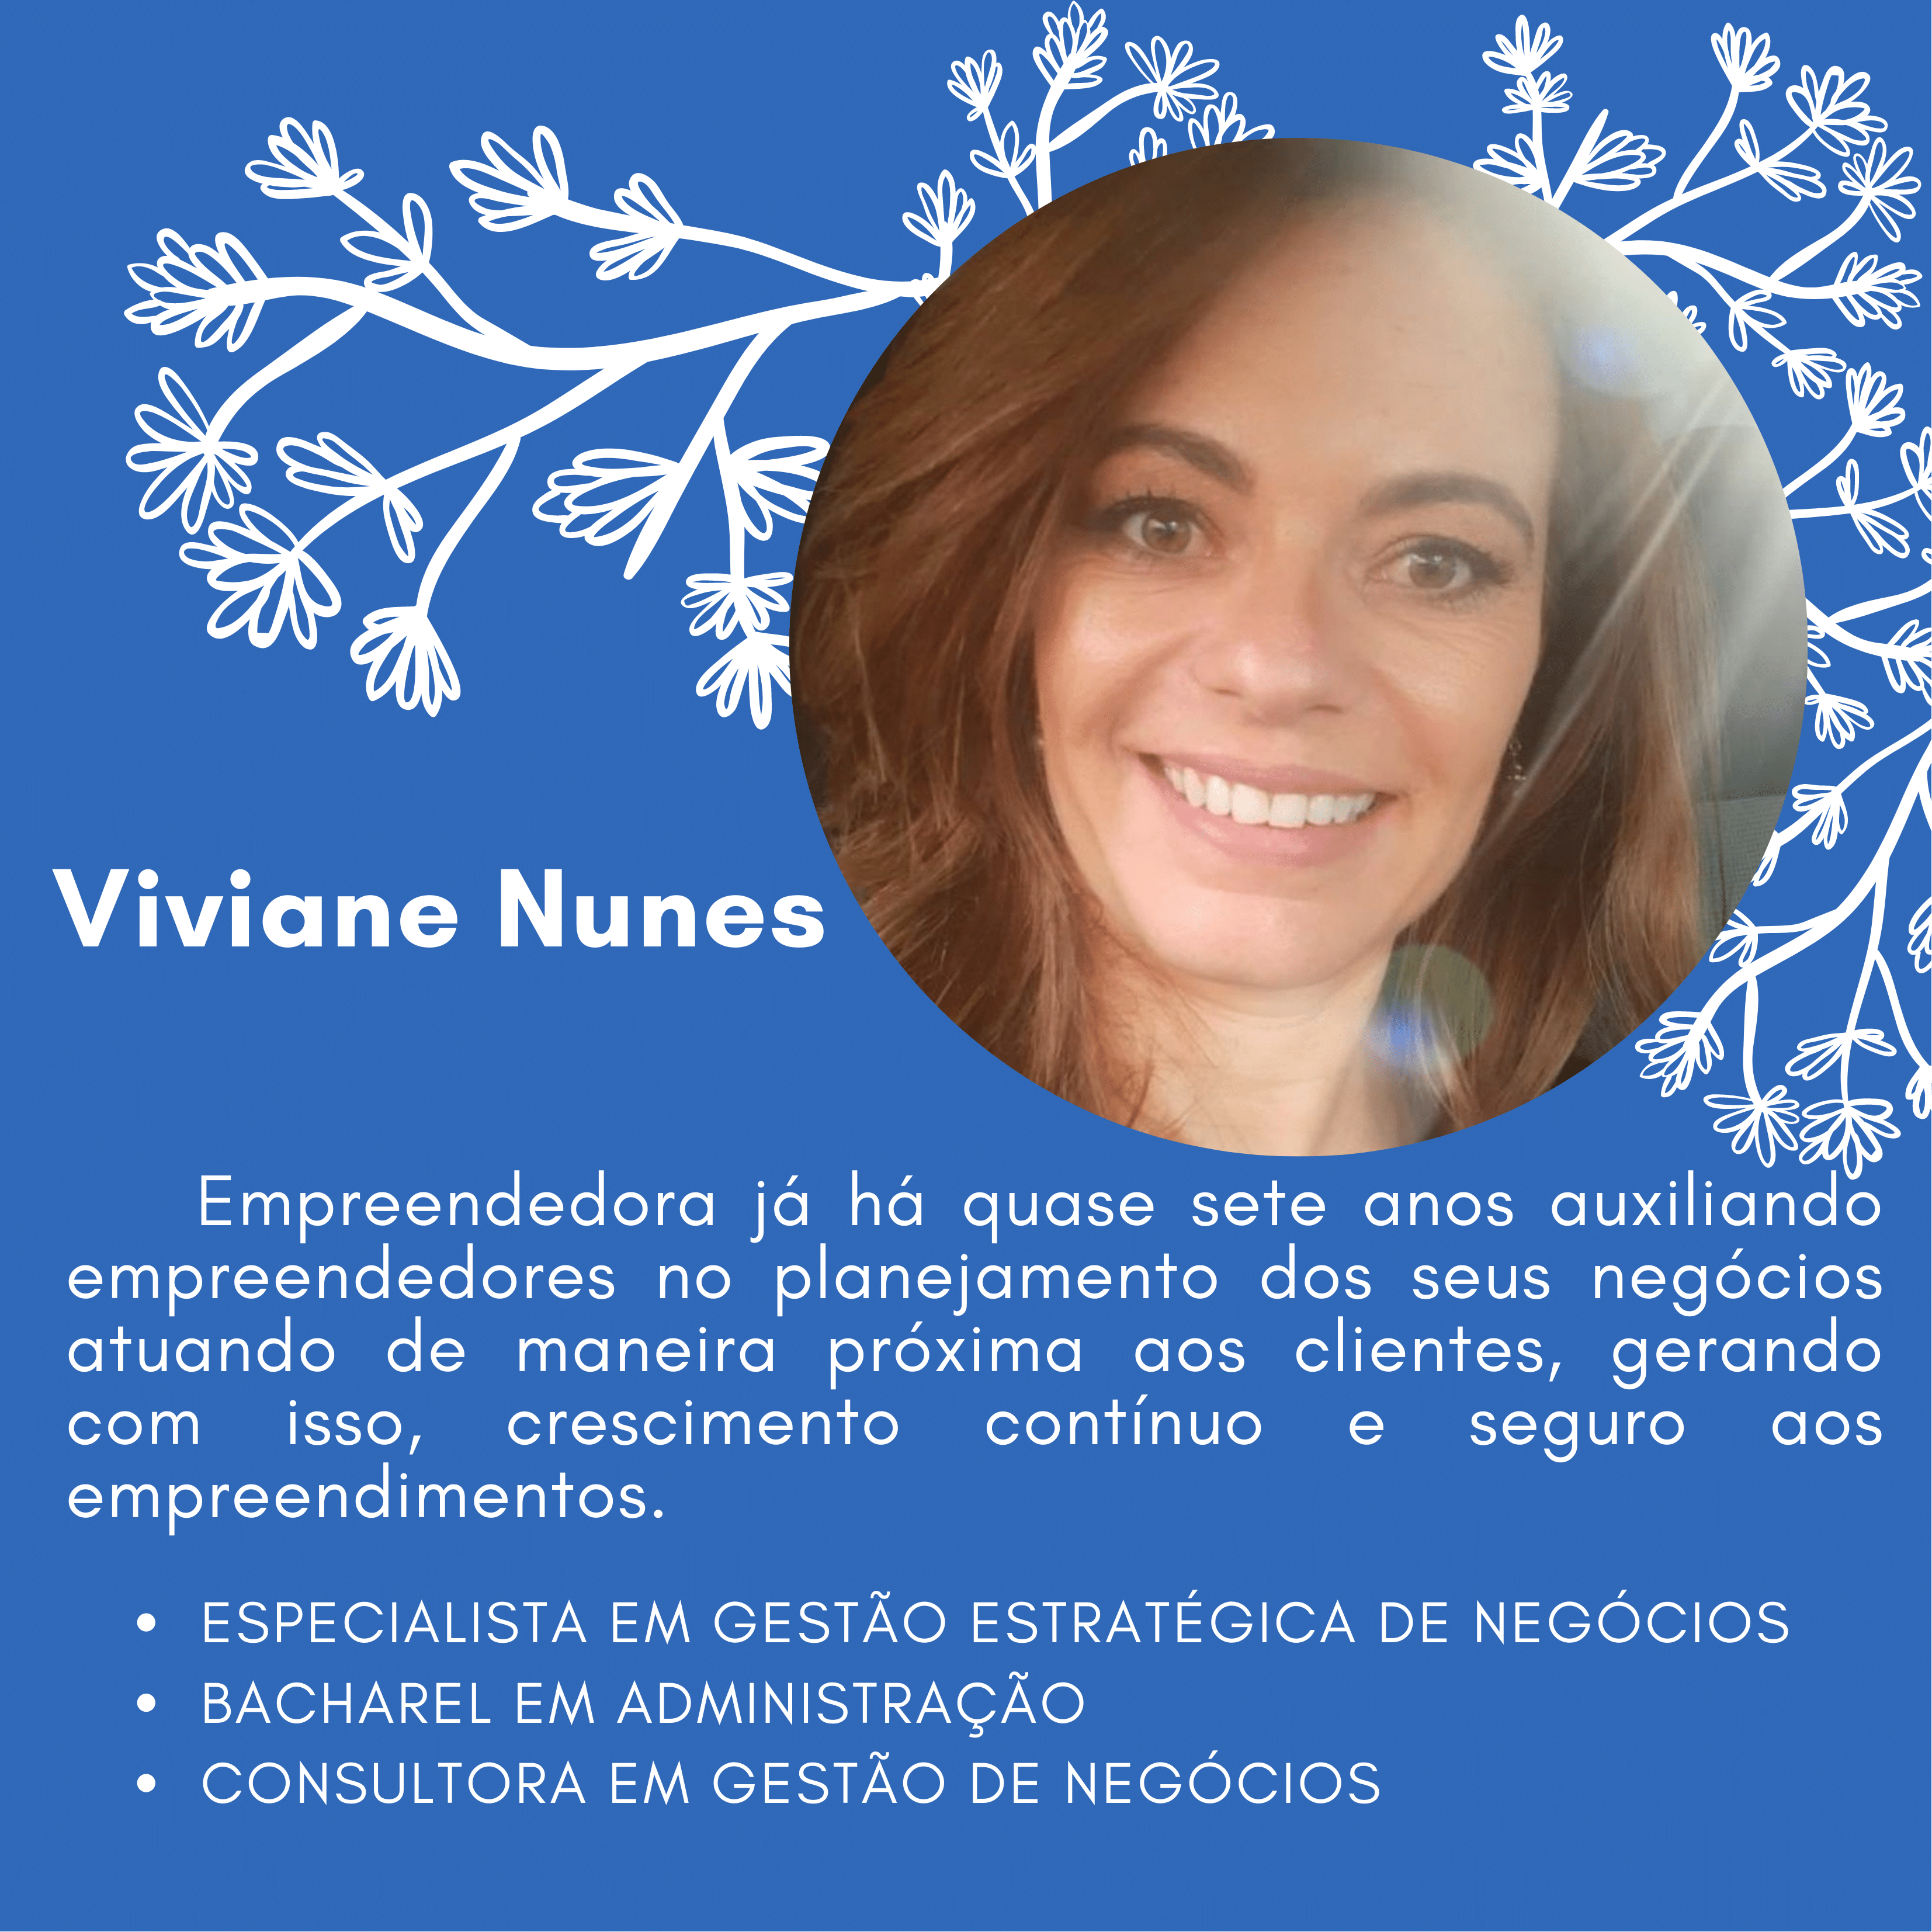 Viviane Nunes
Empreendedora já há quase sete anos auxiliando
empreendedores no planejamento dos seus negócios
atuando de maneira próxima aos clientes, gerando
com isso, crescimento contínuo e seguro aos
empreendimentos.
• ESPECIALISTA EM GESTÃO ESTRATÉGICA DE NEGÓCIOS
• BACHAREL EM ADMINISTRAÇÃO
• CONSULTORA EM GESTÃO DE NEGÓCIOS